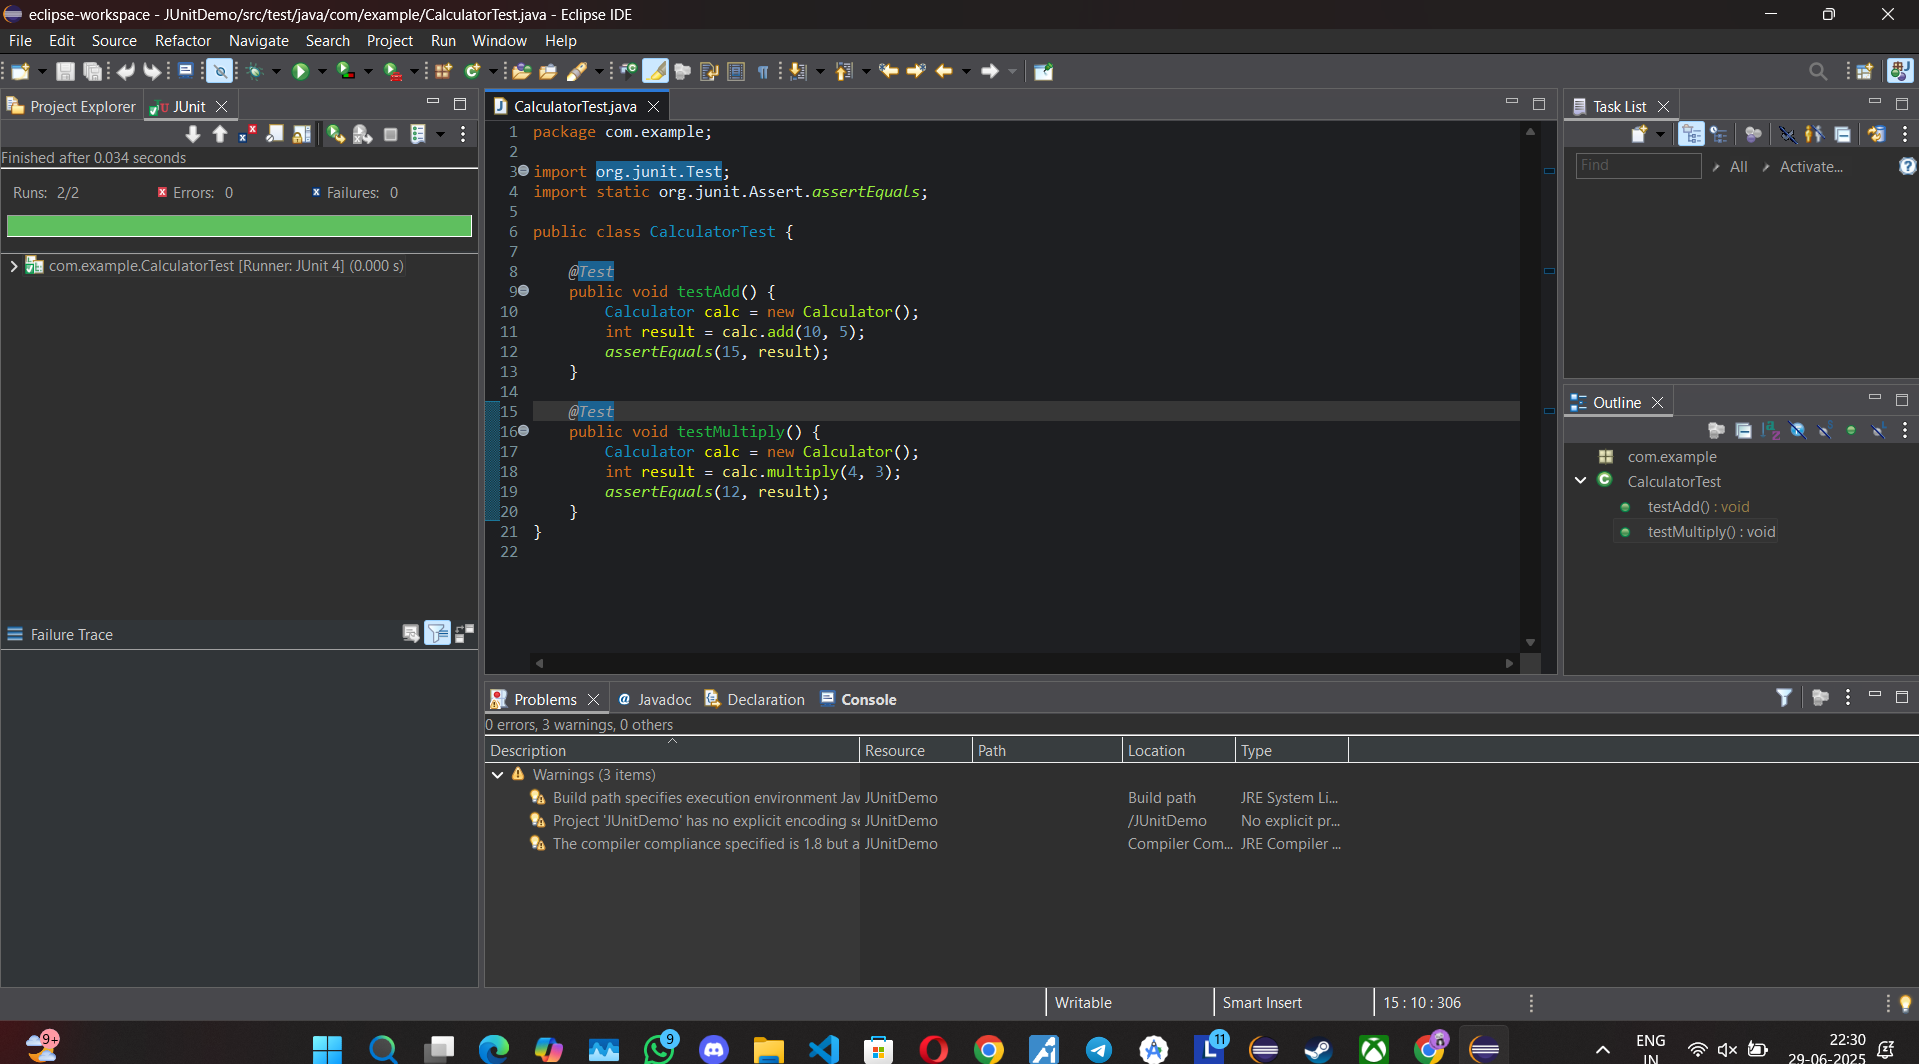 eclipse-workspace - JUnitDemo/src/test/java/com/example/CalculatorTest.java - Eclipse IDE
File Edit Source Refactor Navigate Search Project Run Window Help
Project Explorer
JUnit
Finished after 0.034 seconds
Runs: 2/2 Errors: 0 Failures: 0
com.example.CalculatorTest [Runner: JUnit 4] (0.000 s)
Failure Trace
CalculatorTest.java
1 package com.example;
2
3 import org.junit.Test;
4 import static org.junit.Assert.assertEquals;
5
6 public class CalculatorTest {
7
8 @Test
9 public void testAdd() {
10 Calculator calc = new Calculator();
11 int result = calc.add(10, 5);
12 assertEquals(15, result);
13 }
14
15 @Test
16 public void testMultiply() {
17 Calculator calc = new Calculator();
18 int result = calc.multiply(4, 3);
19 assertEquals(12, result);
20 }
21 }
22
Task List
Find All Activate...
Outline
com.example
CalculatorTest
testAdd() : void
testMultiply() : void
Problems Javadoc Declaration Console
0 errors, 3 warnings, 0 others
Description Resource Path Location Type
Warnings (3 items)
Build path specifies execution environment Jav JUnitDemo Build path JRE System Li...
Project 'JUnitDemo' has no explicit encoding se JUnitDemo /JUnitDemo No explicit pr...
The compiler compliance specified is 1.8 but a JUnitDemo Compiler Com... JRE Compiler ...
Writable Smart Insert 15 : 10 : 306
9+
9
11
ENG
IN
22:30
29-06-2025